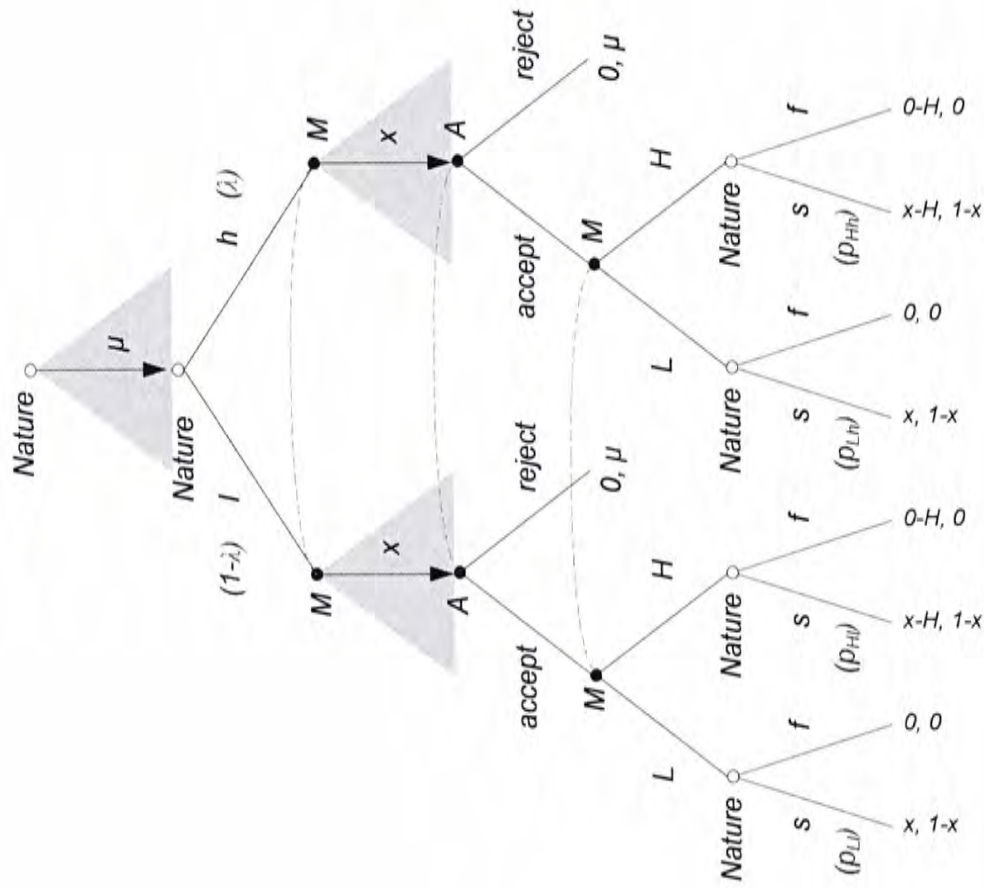 Nature
μ
Nature
(1-λ) l h (λ)
M M
x x
A A
accept reject accept reject
0, μ 0, μ
M M
L H L H
Nature Nature Nature Nature
s f s f s f s f
(p_Ll) (p_Hl) (p_Lh) (p_Hh)
x, 1-x 0, 0 x-H, 1-x 0-H, 0 x, 1-x 0, 0 x-H, 1-x 0-H, 0